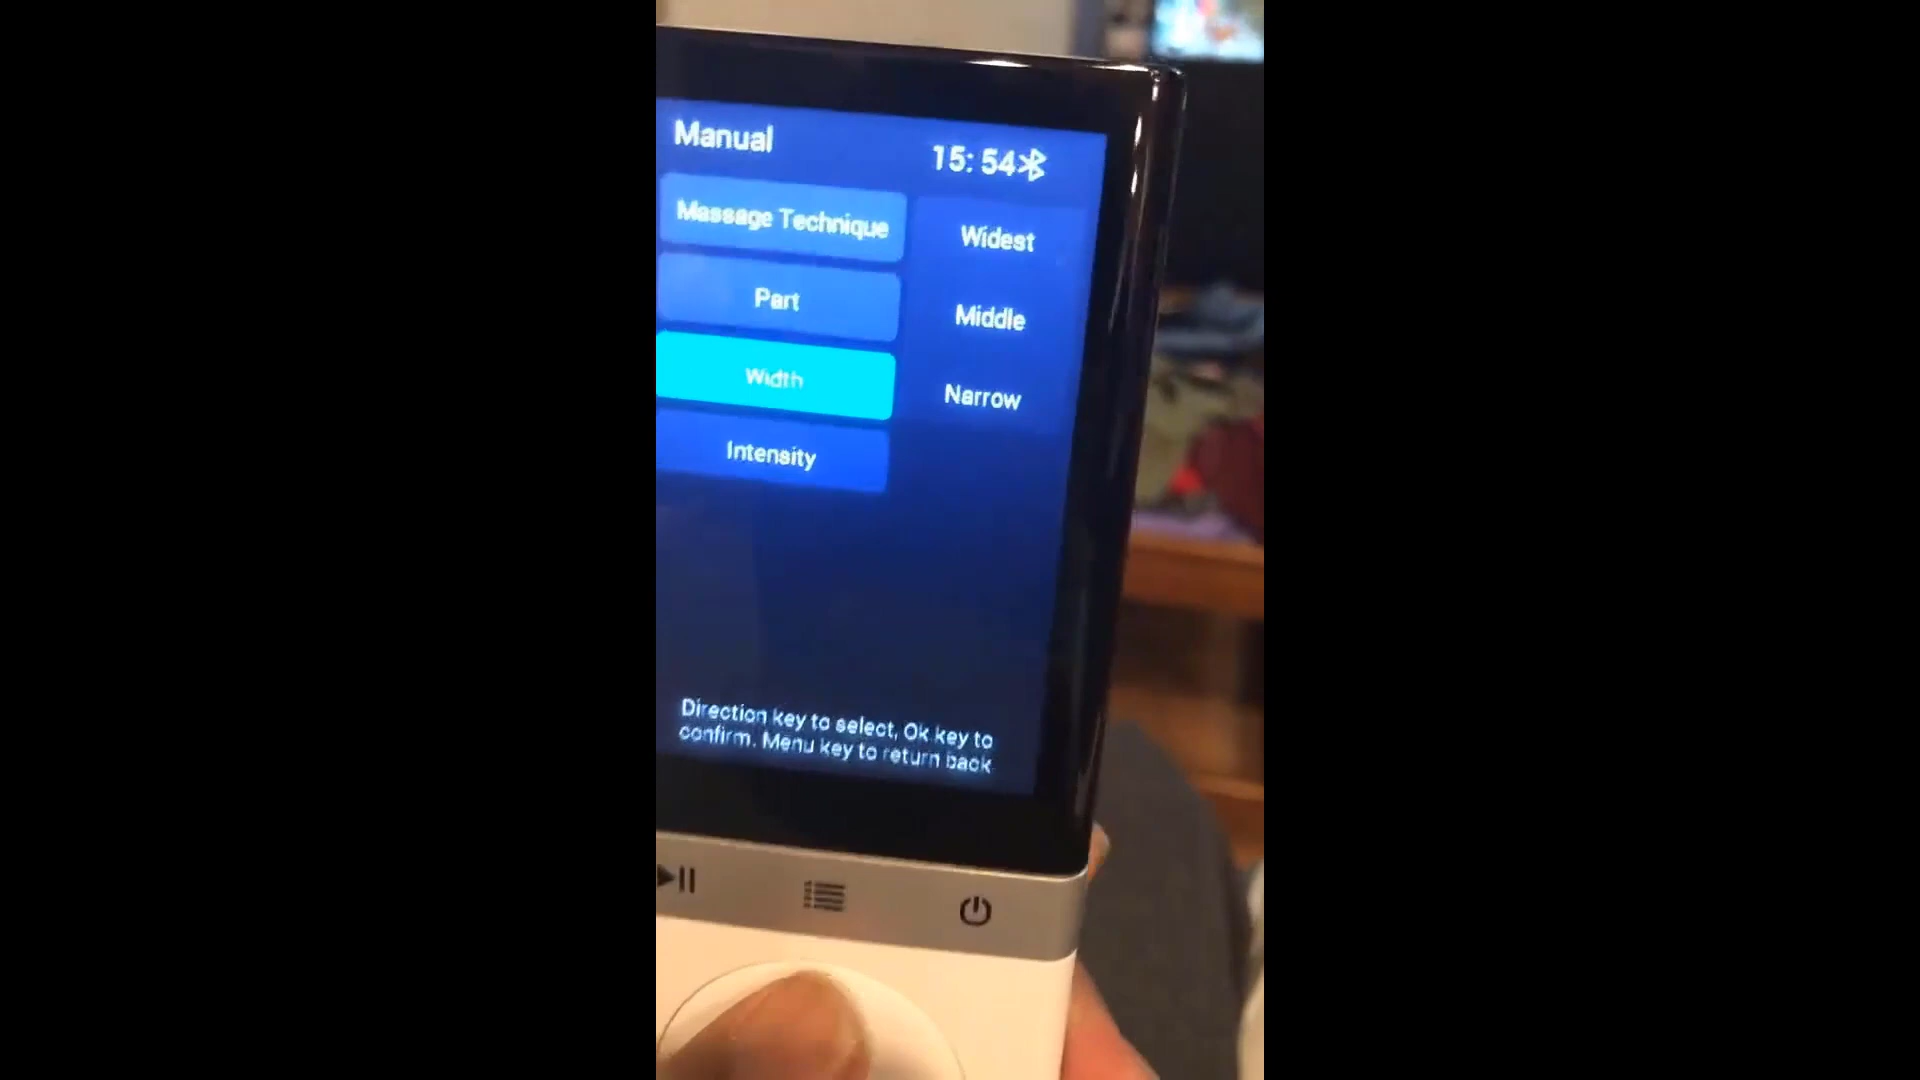 Manual
15: 54
Massage Technique
Part
Width
Intensity
Widest
Middle
Narrow
Direction key to select, Ok key to
confirm. Menu key to return back